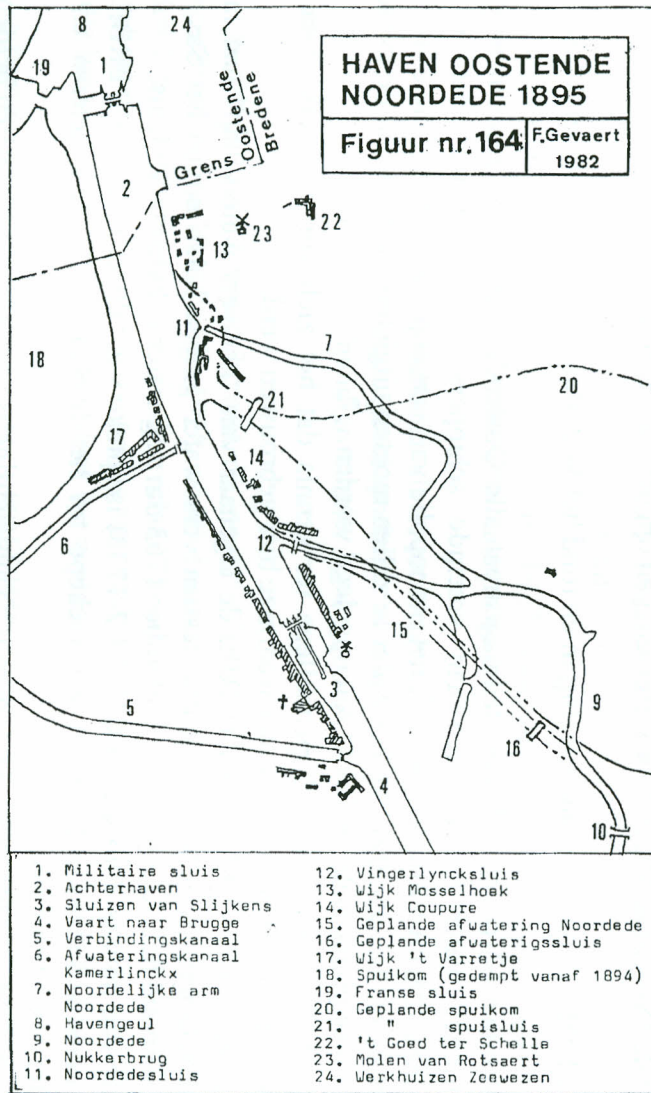 HAVEN OOSTENDE
NOORDEDE 1895
Figuur nr. 164
F.Gevaert
1982
8
24
19
1
Grens
Oostende
Bredene
2
13
23
22
11
7
18
20
21
17
14
12
6
15
3
5
9
16
4
10
1. Militaire sluis
2. Achterhaven
3. Sluizen van Slijkens
4. Vaart naar Brugge
5. Verbindingskanaal
6. Afwateringskanaal
Kamerlinckx
7. Noordelijke arm
Noordede
8. Havengeul
9. Noordede
10. Nukkerbrug
11. Noordedesluis
12. Vingerlyncksluis
13. Wijk Mosselhoek
14. Wijk Coupure
15. Geplande afwatering Noordede
16. Geplande afwaterigssluis
17. Wijk 't Varretje
18. Spuikom (gedempt vanaf 1894)
19. Franse sluis
20. Geplande spuikom
21. " spuisluis
22. 't Goed ter Schelle
23. Molen van Rotsaert
24. Werkhuizen Zeewezen